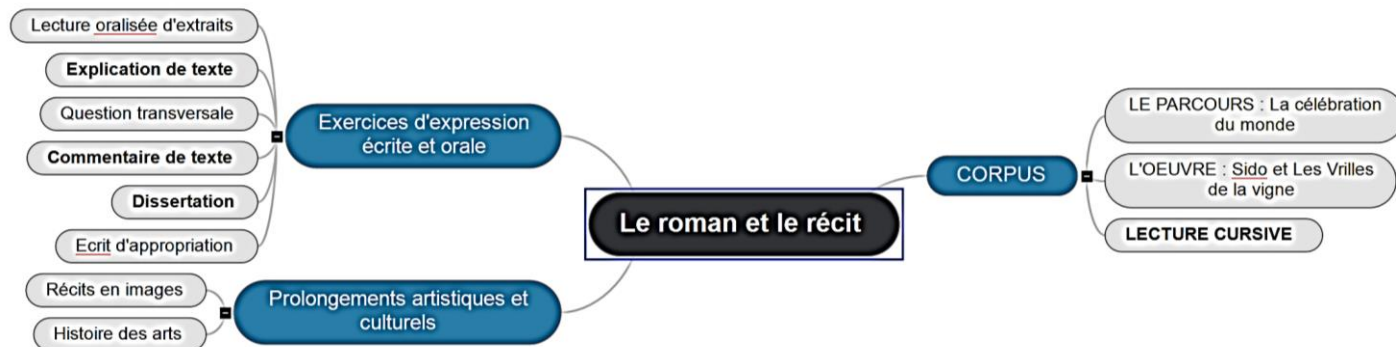 Lecture oralisée d'extraits
Explication de texte
Question transversale
Commentaire de texte
Dissertation
Ecrit d'appropriation
Exercices d'expression
écrite et orale
Récits en images
Histoire des arts
Prolongements artistiques et
culturels
Le roman et le récit
CORPUS
LE PARCOURS : La célébration
du monde
L'OEUVRE : Sido et Les Vrilles
de la vigne
LECTURE CURSIVE